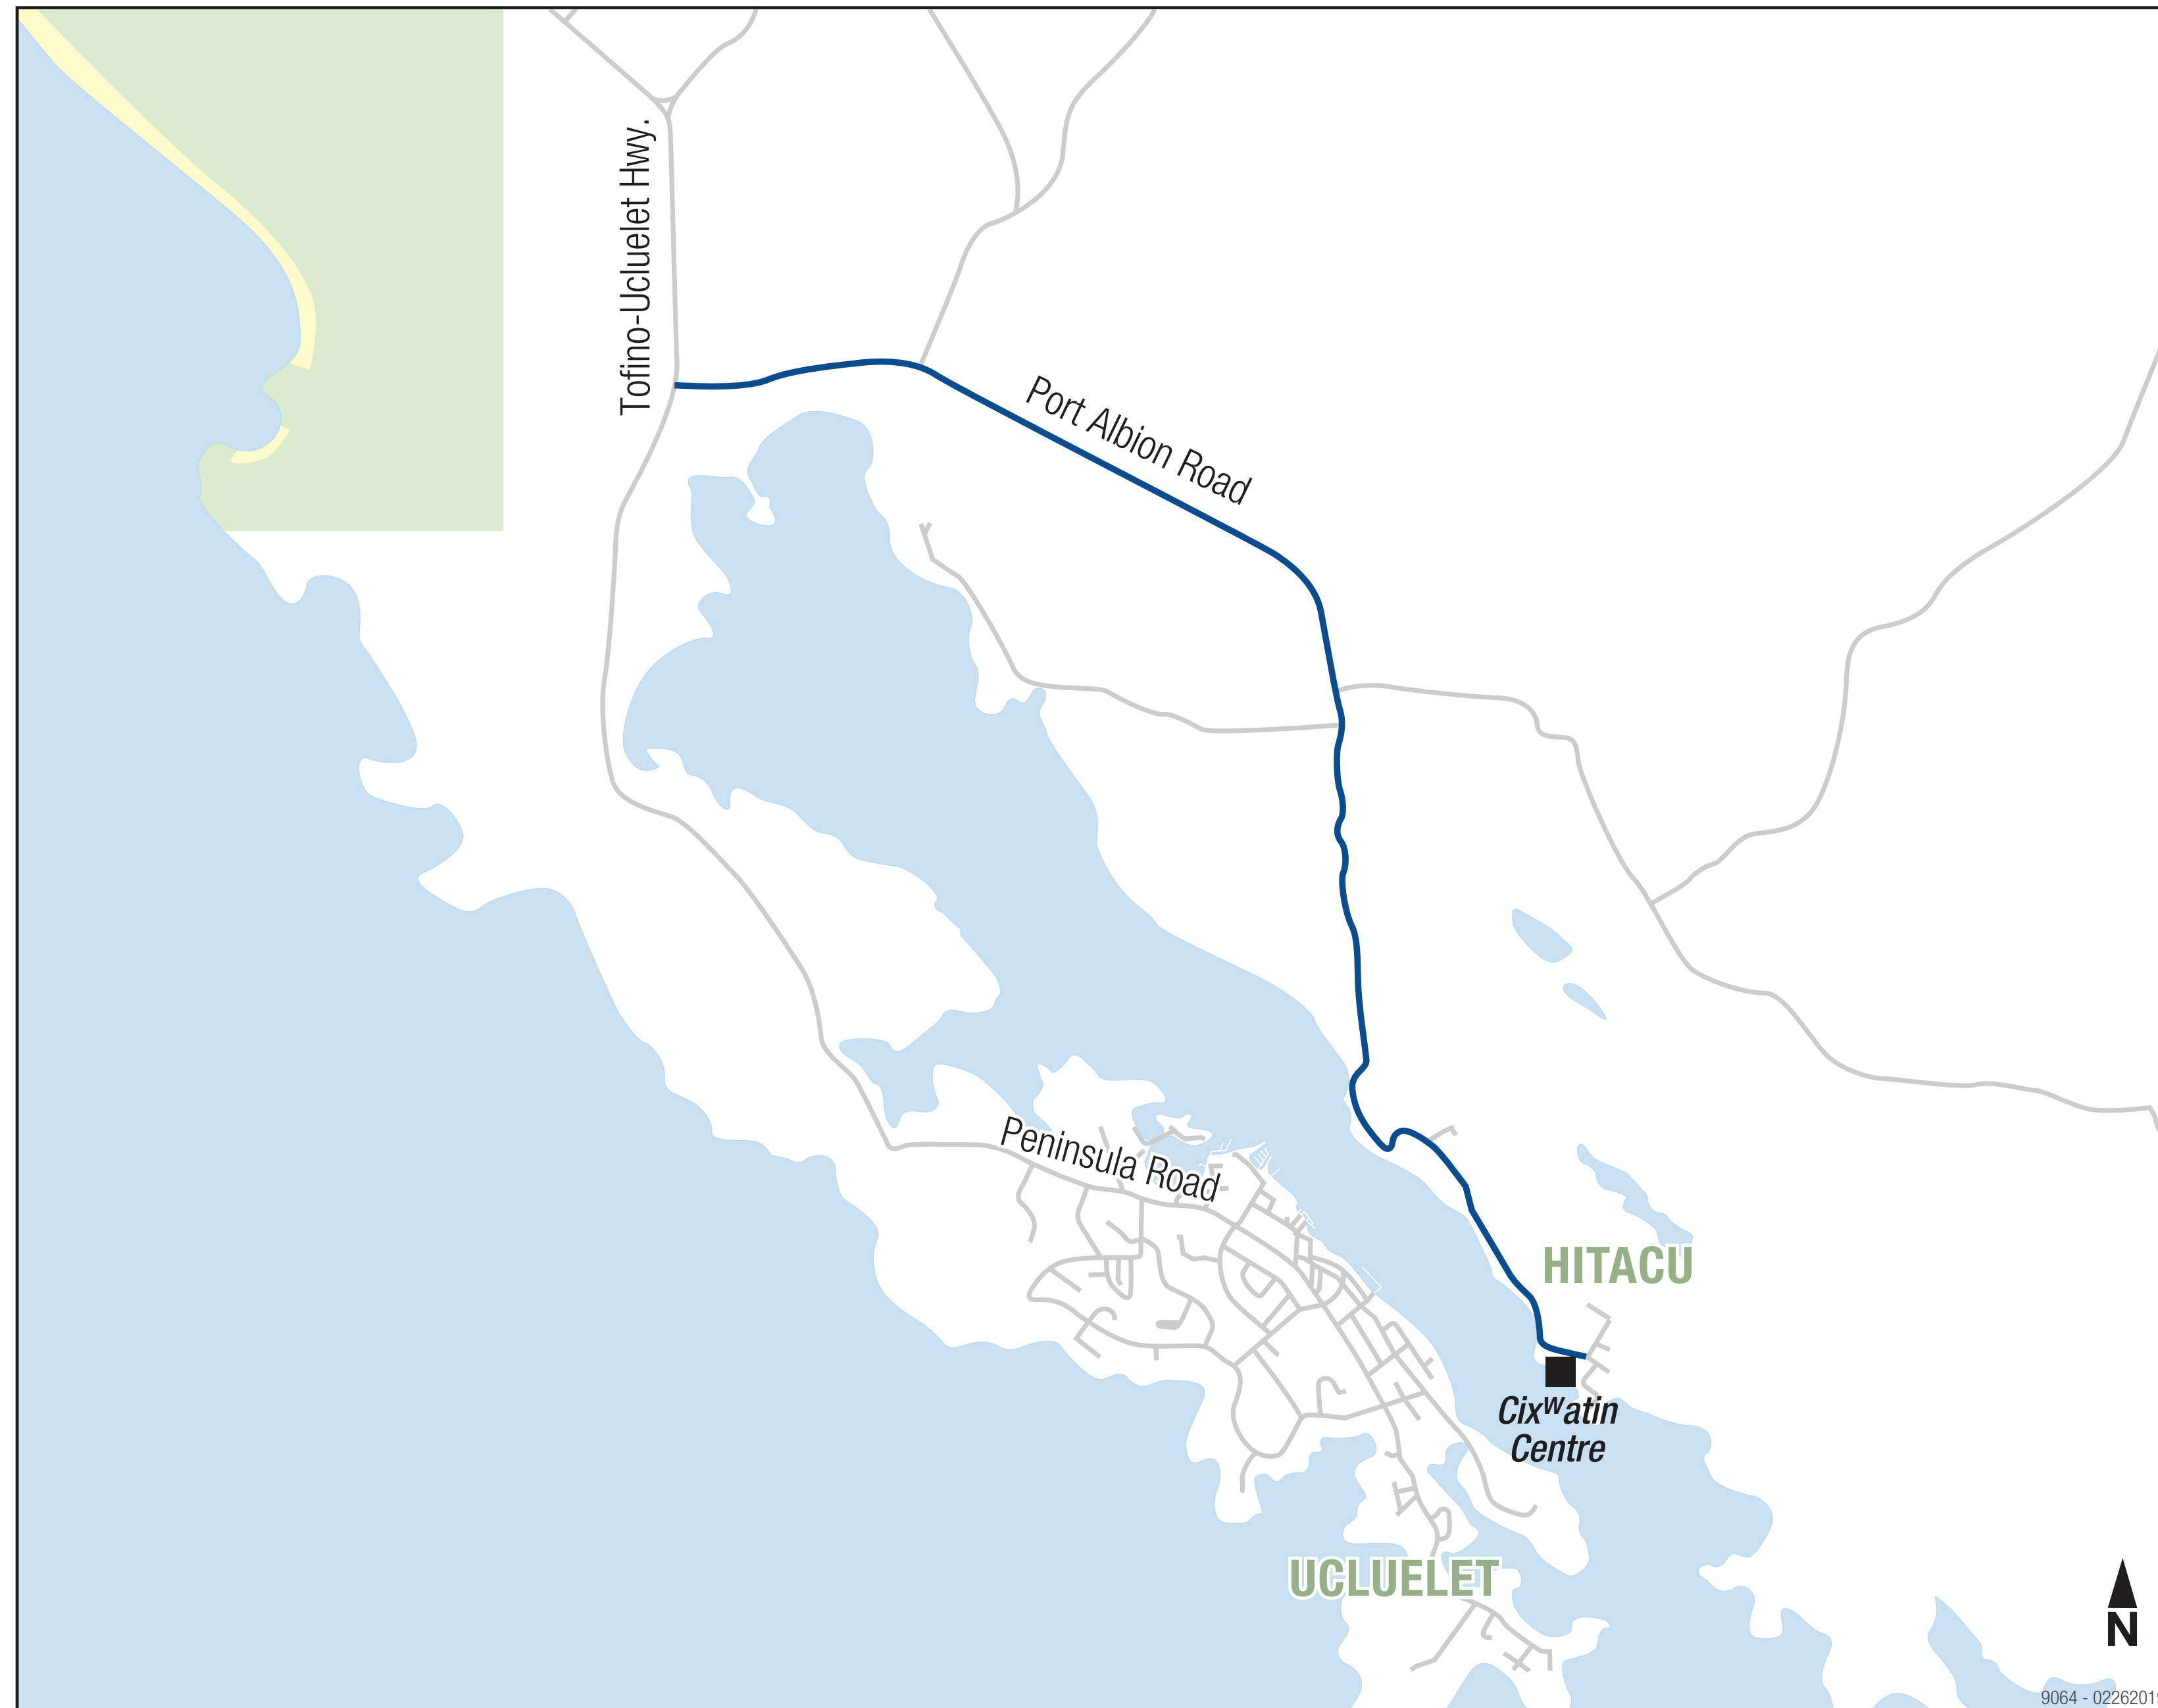 Tofino-Ucluelet Hwy.
Port Albion Road
Peninsula Road
HITACU
Cixʷatin
Centre
UCLUELET
N